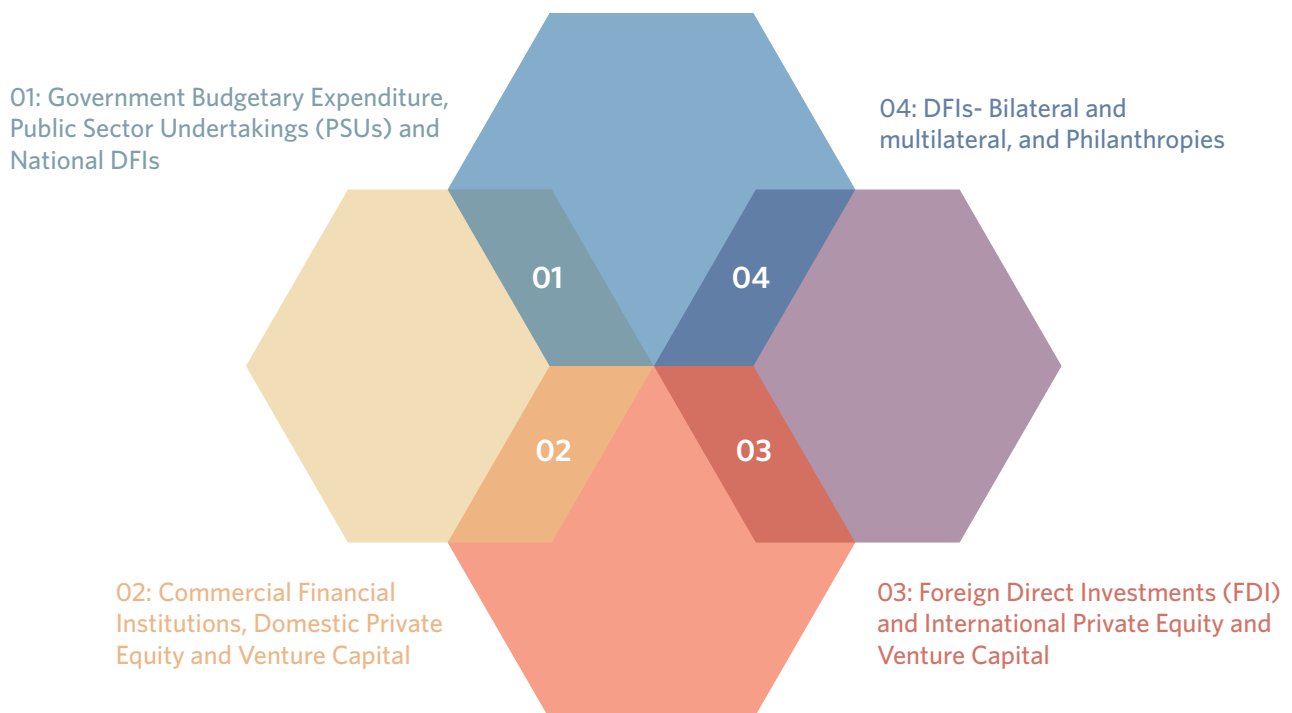 01: Government Budgetary Expenditure,
Public Sector Undertakings (PSUs) and
National DFIs
04: DFIs- Bilateral and
multilateral, and Philanthropies
01
04
02
03
02: Commercial Financial
Institutions, Domestic Private
Equity and Venture Capital
03: Foreign Direct Investments (FDI)
and International Private Equity and
Venture Capital